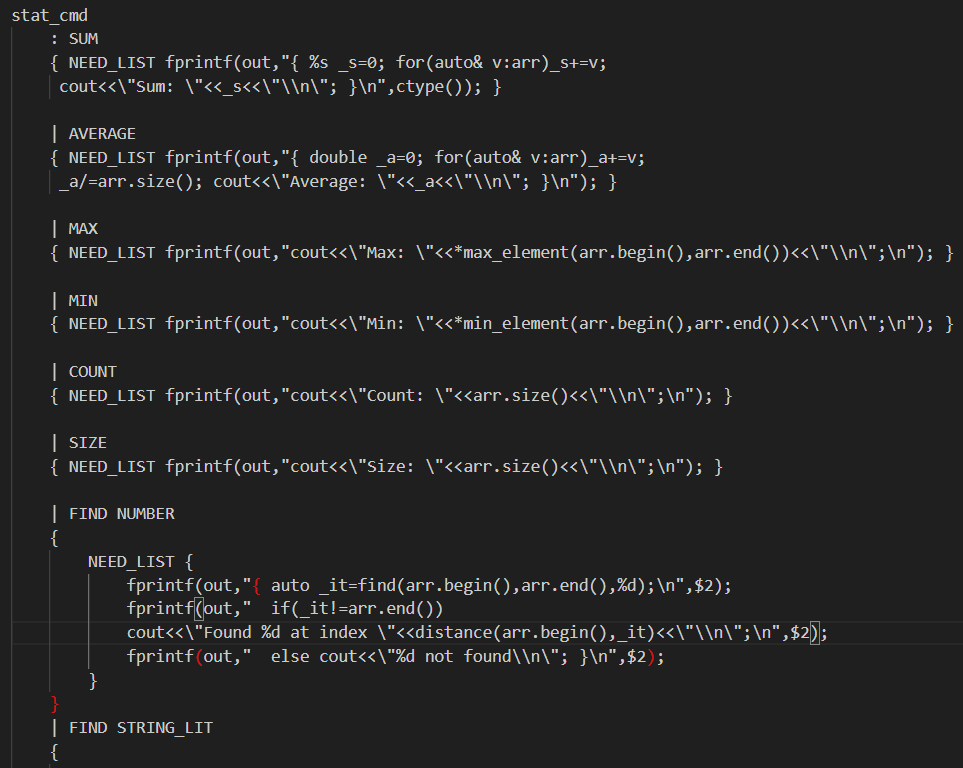 stat_cmd
: SUM
{ NEED_LIST fprintf(out,"{ %s _s=0; for(auto& v:arr)_s+=v;
cout<<\"Sum: \"<<_s<<\"\\n\"; }\n",ctype()); }
| AVERAGE
{ NEED_LIST fprintf(out,"{ double _a=0; for(auto& v:arr)_a+=v;
_a/=arr.size(); cout<<\"Average: \"<<_a<<\"\\n\"; }\n"); }
| MAX
{ NEED_LIST fprintf(out,"cout<<\"Max: \"<<*max_element(arr.begin(),arr.end())<<\"\\n\";\n"); }
| MIN
{ NEED_LIST fprintf(out,"cout<<\"Min: \"<<*min_element(arr.begin(),arr.end())<<\"\\n\";\n"); }
| COUNT
{ NEED_LIST fprintf(out,"cout<<\"Count: \"<<arr.size()<<\"\\n\";\n"); }
| SIZE
{ NEED_LIST fprintf(out,"cout<<\"Size: \"<<arr.size()<<\"\\n\";\n"); }
| FIND NUMBER
{
NEED_LIST {
fprintf(out,"{ auto _it=find(arr.begin(),arr.end(),%d);\n",$2);
fprintf(out,"  if(_it!=arr.end())
cout<<\"Found %d at index \"<<distance(arr.begin(),_it)<<\"\\n\";\n",$2);
fprintf(out,"  else cout<<\"%d not found\\n\"; }\n",$2);
}
}
| FIND STRING_LIT
{